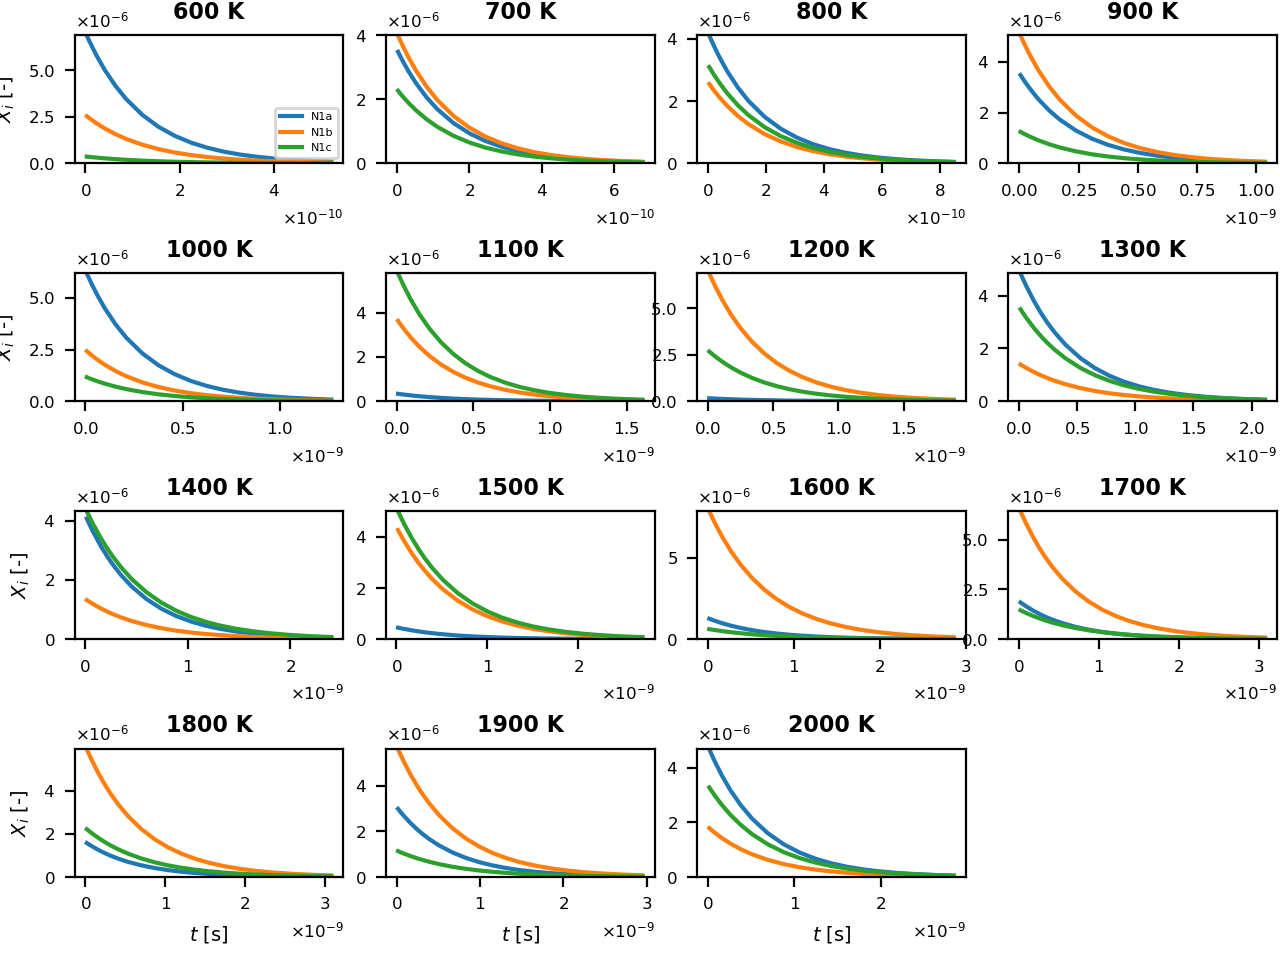 600 K
700 K
800 K
900 K
×10⁻⁶
×10⁻⁶
×10⁻⁶
×10⁻⁶
X_i [-]
5.0
2.5
0.0
N1a
N1b
N1c
4
2
0
4
2
0
4
2
0
0 2 4
0 2 4 6
0 2 4 6 8
0.00 0.25 0.50 0.75 1.00
×10⁻¹⁰
×10⁻¹⁰
×10⁻¹⁰
×10⁻⁹
1000 K
1100 K
1200 K
1300 K
×10⁻⁶
×10⁻⁶
×10⁻⁶
×10⁻⁶
X_i [-]
5.0
2.5
0.0
4
2
0
5.0
2.5
0.0
4
2
0
0.0 0.5 1.0
0.0 0.5 1.0 1.5
0.0 0.5 1.0 1.5
0.0 0.5 1.0 1.5 2.0
×10⁻⁹
×10⁻⁹
×10⁻⁹
×10⁻⁹
1400 K
1500 K
1600 K
1700 K
×10⁻⁶
×10⁻⁶
×10⁻⁶
×10⁻⁶
X_i [-]
4
2
0
4
2
0
5
0
5.0
2.5
0.0
0 1 2
0 1 2
0 1 2 3
0 1 2 3
×10⁻⁹
×10⁻⁹
×10⁻⁹
×10⁻⁹
1800 K
1900 K
2000 K
×10⁻⁶
×10⁻⁶
×10⁻⁶
X_i [-]
4
2
0
4
2
0
4
2
0
0 1 2 3
0 1 2 3
0 1 2
×10⁻⁹
×10⁻⁹
×10⁻⁹
t [s]
t [s]
t [s]